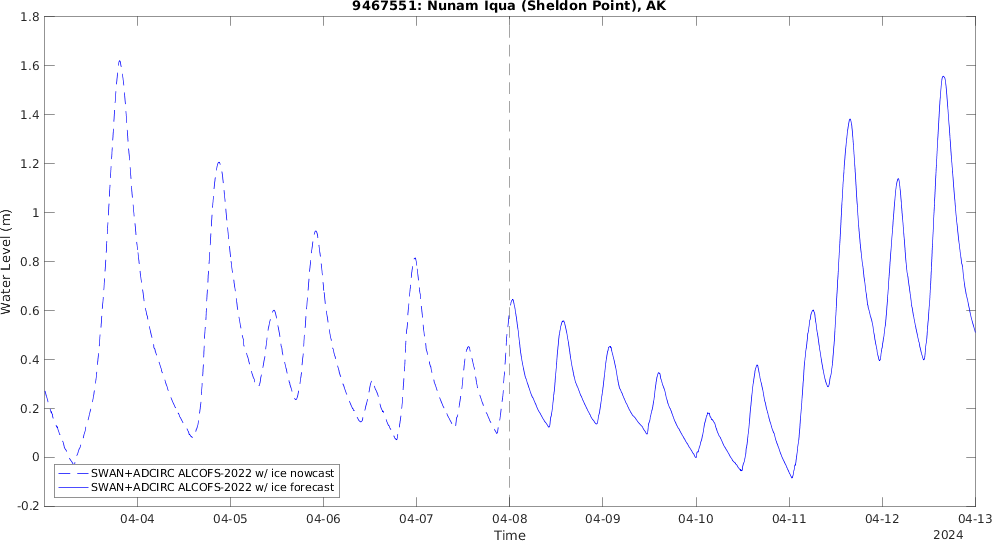 9467551: Nunam Iqua (Sheldon Point), AK
1.8
1.6
1.4
1.2
1
0.8
0.6
0.4
0.2
0
-0.2
Water Level (m)
SWAN+ADCIRC ALCOFS-2022 w/ ice nowcast
SWAN+ADCIRC ALCOFS-2022 w/ ice forecast
04-04 04-05 04-06 04-07 04-08 04-09 04-10 04-11 04-12 04-13
Time
2024